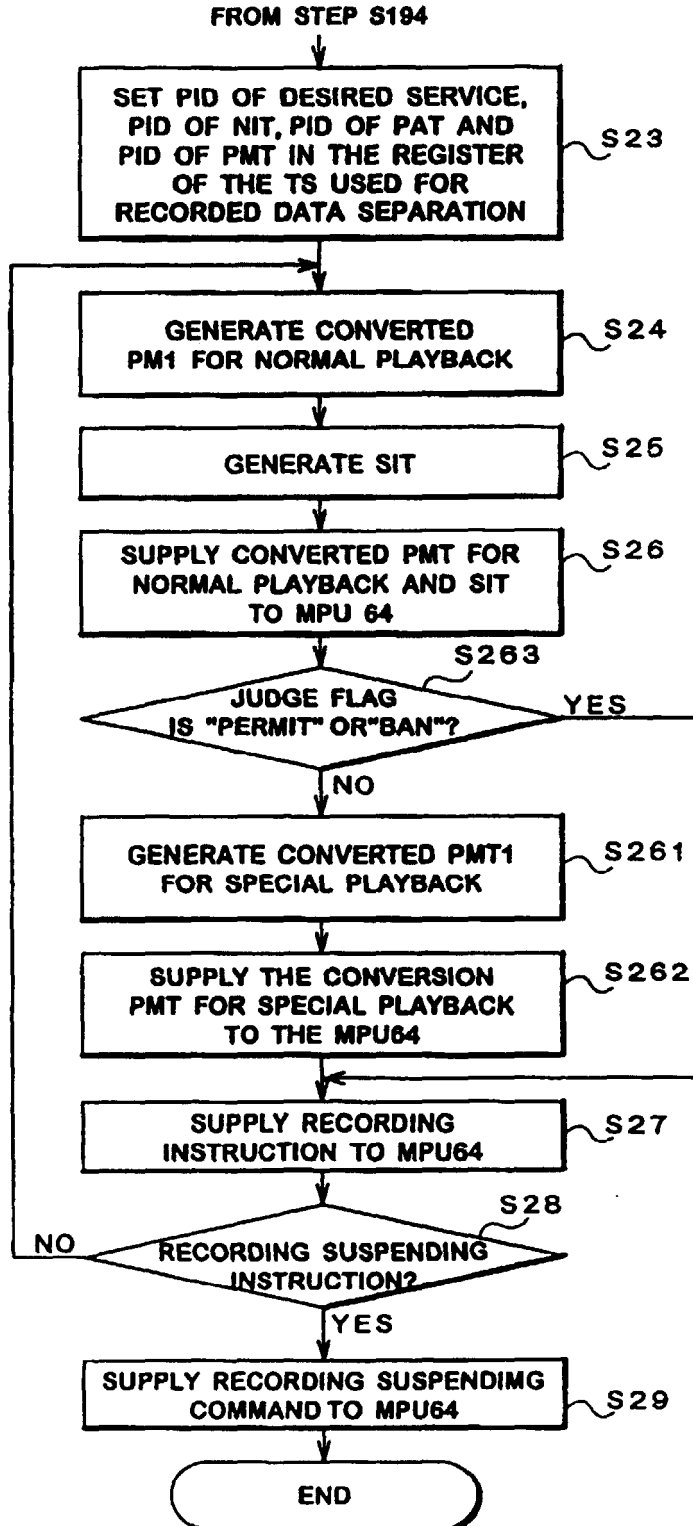 FROM STEP S194
SET PID OF DESIRED SERVICE,
PID OF NIT, PID OF PAT AND
PID OF PMT IN THE REGISTER
OF THE TS USED FOR
RECORDED DATA SEPARATION
S23
GENERATE CONVERTED
PM1 FOR NORMAL PLAYBACK
S24
GENERATE SIT
S25
SUPPLY CONVERTED PMT FOR
NORMAL PLAYBACK AND SIT
TO MPU 64
S26
S263
JUDGE FLAG
IS "PERMIT" OR"BAN"?
YES
NO
GENERATE CONVERTED PMT1
FOR SPECIAL PLAYBACK
S261
SUPPLY THE CONVERSION
PMT FOR SPECIAL PLAYBACK
TO THE MPU64
S262
SUPPLY RECORDING
INSTRUCTION TO MPU64
S27
S28
NO
RECORDING SUSPENDING
INSTRUCTION?
YES
SUPPLY RECORDING SUSPENDIMG
COMMAND TO MPU64
S29
END